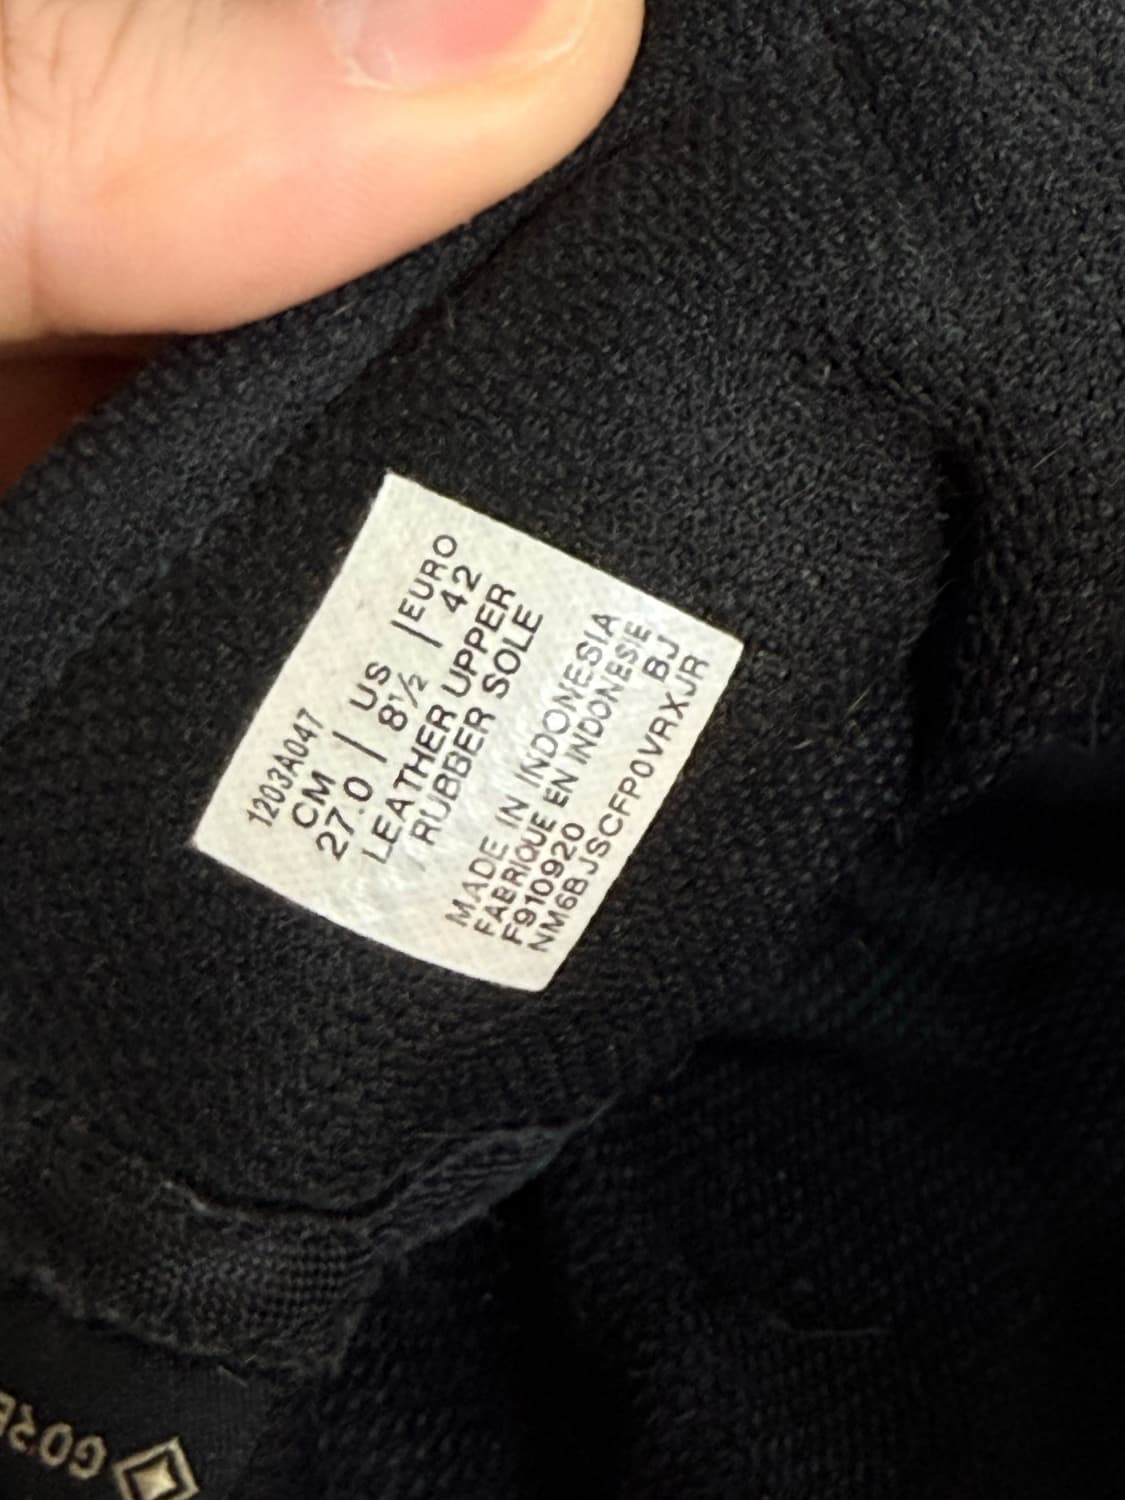 1203A047
CM | US | EURO
27.0 | 8½ | 42
LEATHER UPPER
/RUBBER SOLE
MADE IN INDONESIA
FABRIQUE EN INDONESIE
F910920 BJ
NM6BJSCFP0VRXJR